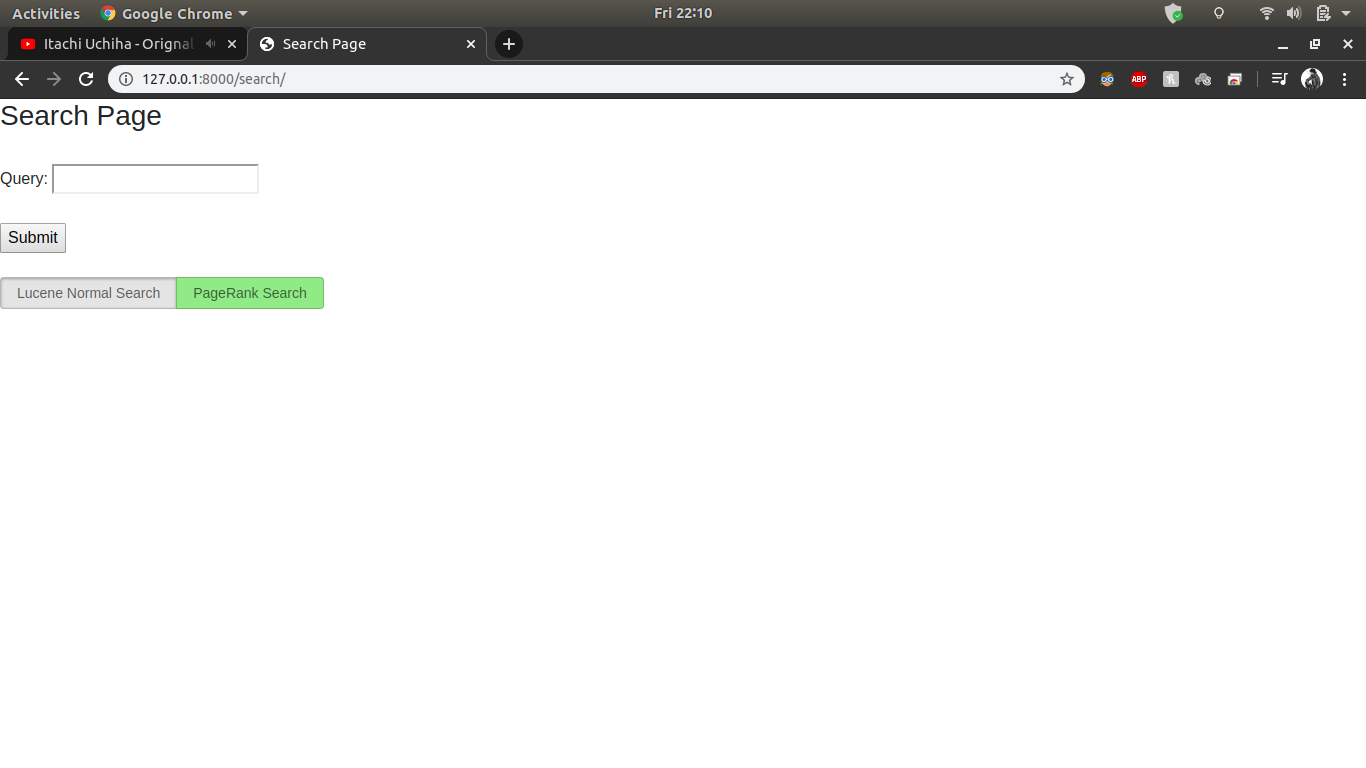 Activities Google Chrome Fri 22:10
Itachi Uchiha - Orignal Search Page
127.0.0.1:8000/search/ ABP
Search Page
Query:
Submit
Lucene Normal Search PageRank Search